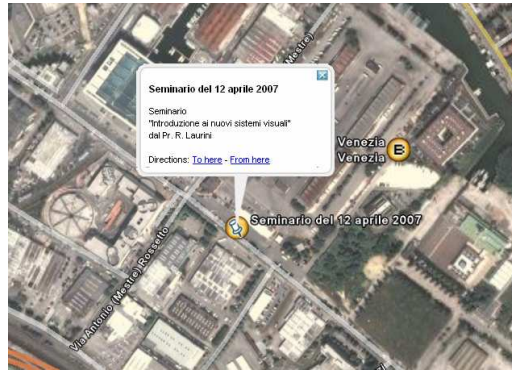 (Mestre)
Seminario del 12 aprile 2007
Seminario
"Introduzione ai nuovi sistemi visuali"
dal Pr. R. Laurini
Directions: To here - From here
Venezia
B
Venezia
Seminario del 12 aprile 2007
Via Antonio (Mestre) Rossetto